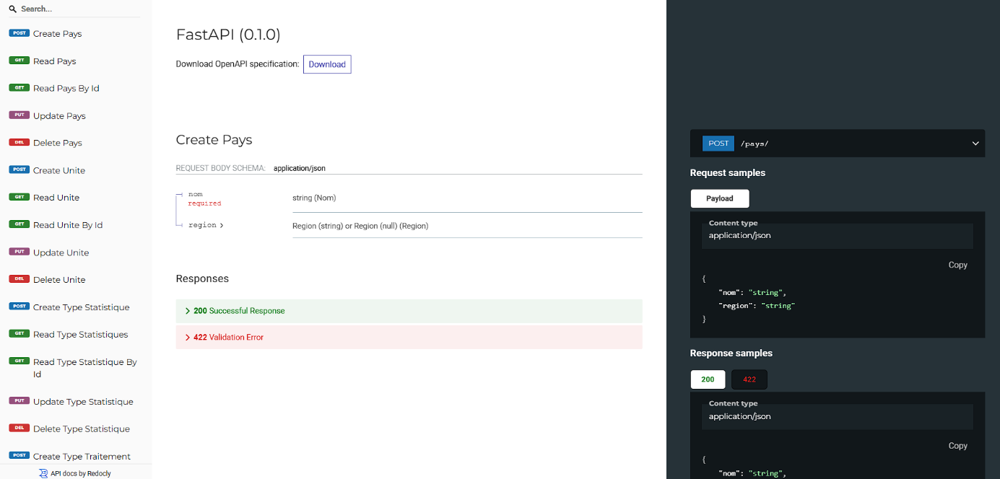 Search...
POST Create Pays
GET Read Pays
GET Read Pays By Id
PUT Update Pays
DEL Delete Pays
POST Create Unite
GET Read Unite
GET Read Unite By Id
PUT Update Unite
DEL Delete Unite
POST Create Type Statistique
GET Read Type Statistiques
GET Read Type Statistique By
Id
PUT Update Type Statistique
DEL Delete Type Statistique
POST Create Type Traitement
API docs by Redocly
FastAPI (0.1.0)
Download OpenAPI specification: Download
Create Pays
REQUEST BODY SCHEMA: application/json
nom string (Nom)
required
region Region (string) or Region (null) (Region)
Responses
200 Successful Response
422 Validation Error
POST /pays/
Request samples
Payload
Content type
application/json
Copy
{
"nom": "string",
"region": "string"
}
Response samples
200 422
Content type
application/json
Copy
{
"nom": "string",